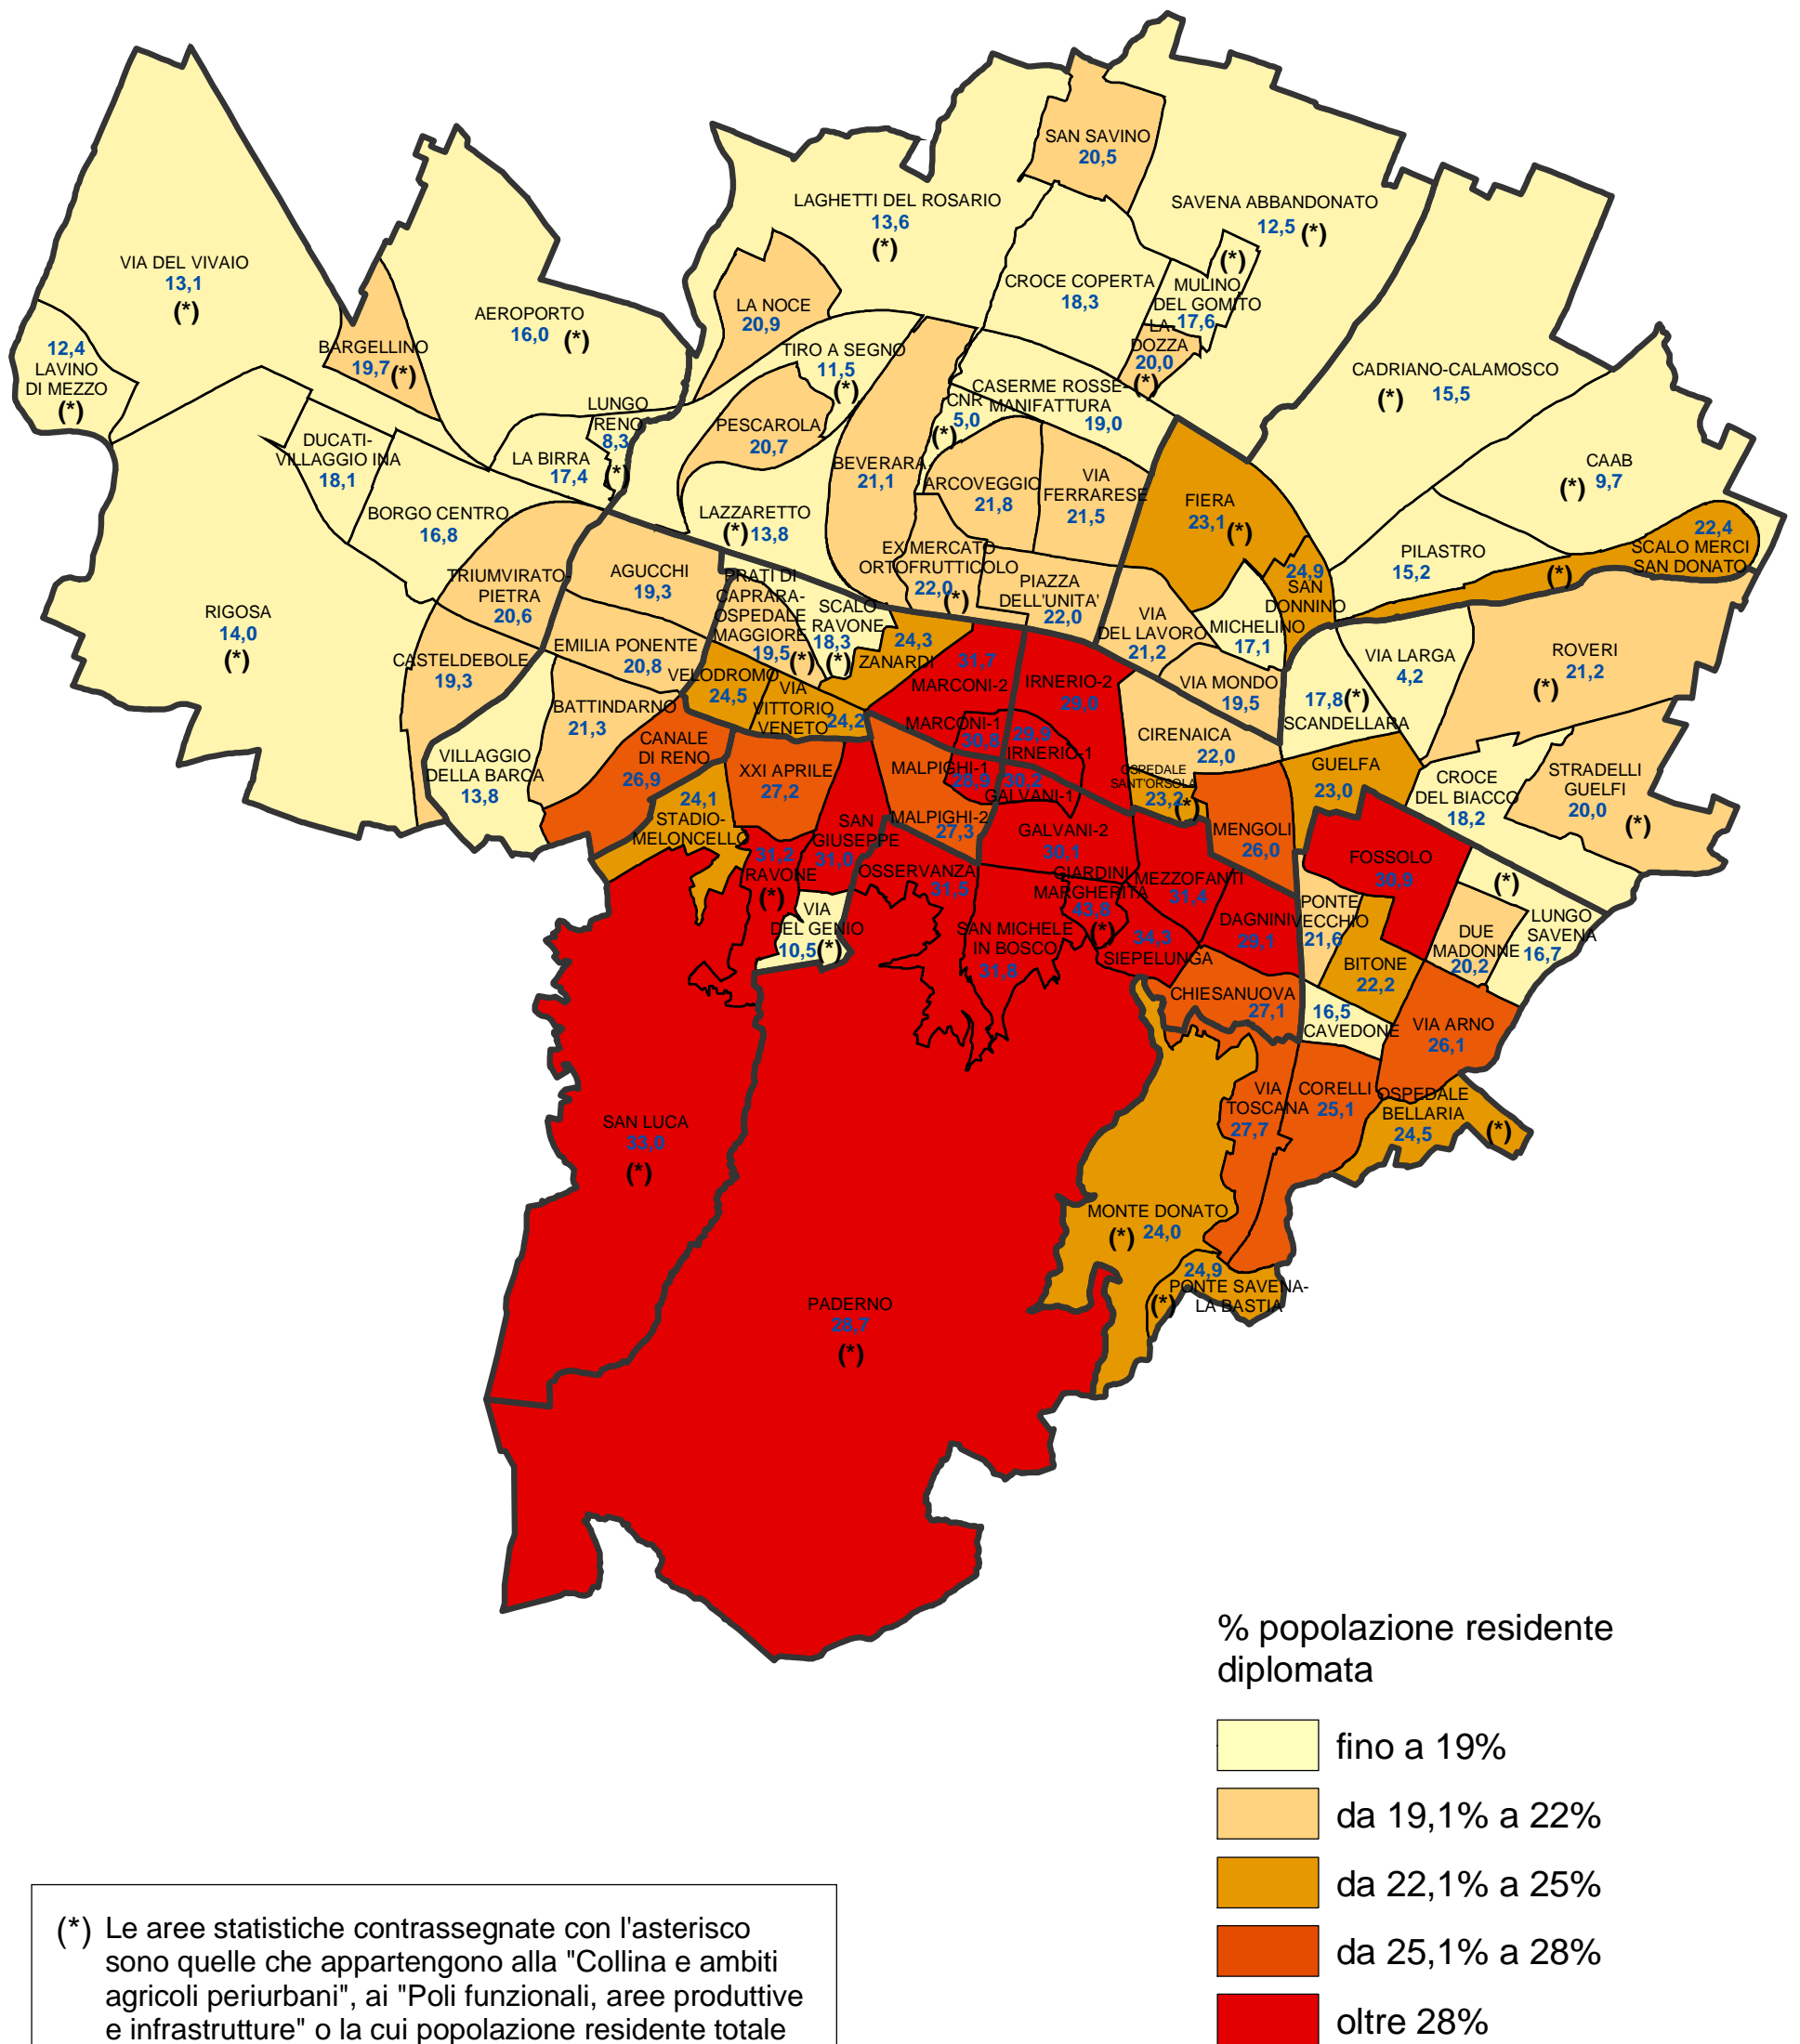 SAN SAVINO
20,5
LAGHETTI DEL ROSARIO
13,6
(*)
SAVENA ABBANDONATO
12,5 (*)
VIA DEL VIVAIO
13,1
(*)
AEROPORTO
16,0 (*)
LA NOCE
20,9
CROCE COPERTA
18,3
(*)
MULINO
DEL GOMITO
17,6
LA
DOZZA
20,0
(*)
BARGELLINO
19,7 (*)
12,4
LAVINO
DI MEZZO
(*)
TIRO A SEGNO
11,5
(*)
CADRIANO-CALAMOSCO
(*) 15,5
CASERME ROSSE-
MANIFATTURA
19,0
CNR
5,0
(*)
LUNGO
RENO
8,3
(*)
PESCAROLA
20,7
DUCATI-
VILLAGGIO INA
18,1
LA BIRRA
17,4
BEVERARA
21,1
ARCOVEGGIO
21,8
VIA
FERRARESE
21,5
FIERA
23,1 (*)
CAAB
(*) 9,7
BORGO CENTRO
16,8
LAZZARETTO
(*) 13,8
22,4
SCALO MERCI
SAN DONATO
(*)
PILASTRO
15,2
EX MERCATO
ORTOFRUTTICOLO
22,0 (*)
PIAZZA
DELL'UNITA'
22,0
24,9
SAN
DONNINO
TRIUMVIRATO-
PIETRA
20,6
AGUCCHI
19,3
PRATI DI
CAPRARA-
OSPEDALE
MAGGIORE
19,5 (*)
SCALO
RAVONE
18,3
(*)
24,3
ZANARDI
VIA
DEL LAVORO
21,2
MICHELINO
17,1
RIGOSA
14,0
(*)
EMILIA PONENTE
20,8
VIA LARGA
4,2
ROVERI
21,2
(*)
CASTELDEBOLE
19,3
VELODROMO
24,5
VIA
VITTORIO
VENETO
24,2
31,7
MARCONI-2
IRNERIO-2
29,0
VIA MONDO
19,5
17,8 (*)
SCANDELLARA
BATTINDARNO
21,3
MARCONI-1
30,8
29,9
IRNERIO-1
CIRENAICA
22,0
CANALE
DI RENO
26,9
VILLAGGIO
DELLA BARCA
13,8
XXI APRILE
27,2
MALPIGHI-1
28,9
30,2
GALVANI-1
OSPEDALE
SANT'ORSOLA
23,2
(*)
GUELFA
23,0
CROCE
DEL BIACCO
18,2
STRADELLI
GUELFI
20,0
(*)
24,1
STADIO-
MELONCELLO
SAN
GIUSEPPE
31,0
MALPIGHI-2
27,3
GALVANI-2
30,1
MENGOLI
26,0
FOSSOLO
30,9
31,2
RAVONE
(*)
OSSERVANZA
31,5
GIARDINI
MARGHERITA
43,8
(*)
MEZZOFANTI
31,4
(*)
VIA
DEL GENIO
10,5 (*)
SAN MICHELE
IN BOSCO
31,8
34,3
SIEPELUNGA
DAGNINI
29,1
PONTE
VECCHIO
21,6
BITONE
22,2
DUE
MADONNE
20,2
LUNGO
SAVENA
16,7
CHIESANUOVA
27,1
16,5
CAVEDONE
VIA ARNO
26,1
SAN LUCA
33,0
(*)
VIA
TOSCANA
27,7
CORELLI
25,1
OSPEDALE
BELLARIA
24,5
(*)
MONTE DONATO
(*) 24,0
24,9
PONTE SAVENA-
LA BASTIA
(*)
PADERNO
28,7
(*)
% popolazione residente
diplomata
fino a 19%
da 19,1% a 22%
da 22,1% a 25%
da 25,1% a 28%
oltre 28%
(*) Le aree statistiche contrassegnate con l'asterisco
sono quelle che appartengono alla "Collina e ambiti
agricoli periurbani", ai "Poli funzionali, aree produttive
e infrastrutture" o la cui popolazione residente totale